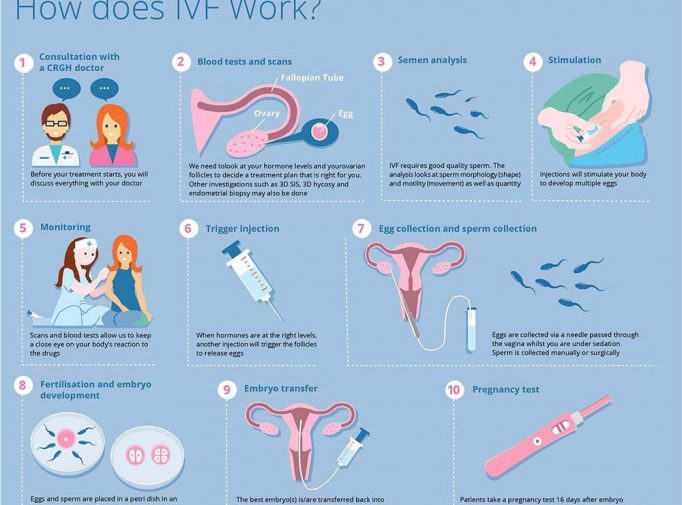 How does IVF Work?
1
Consultation with
a CRGH doctor
Before your treatment starts, you will
discuss everything with your doctor
2
Blood tests and scans
Fallopian Tube
Ovary
Egg
We need tolook at your hormone levels and yourovarian
follicles to decide a treatment plan that is right for you.
Other investigations such as 3D SIS, 3D hycosy and
endometrial biopsy may also be done
3
Semen analysis
IVF requires good quality sperm. The
analysis looks at sperm morphology (shape)
and motility (movement) as well as quantity
4
Stimulation
Injections will stimulate your body
to develop multiple eggs
5
Monitoring
Scans and blood tests allow us to keep
a close eye on your body's reaction to
the drugs
6
Trigger injection
When hormones are at the right levels,
another injection will trigger the follicles
to release eggs
7
Egg collection and sperm collection
Eggs are collected via a needle passed through
the vagina whilst you are under sedation.
Sperm is collected manually or surgically
8
Fertilisation and embryo
development
Eggs and sperm are placed in a petri dish in an
9
Embryo transfer
The best embryo(s) is/are transferred back into
10
Pregnancy test
Patients take a pregnancy test 16 days after embryo